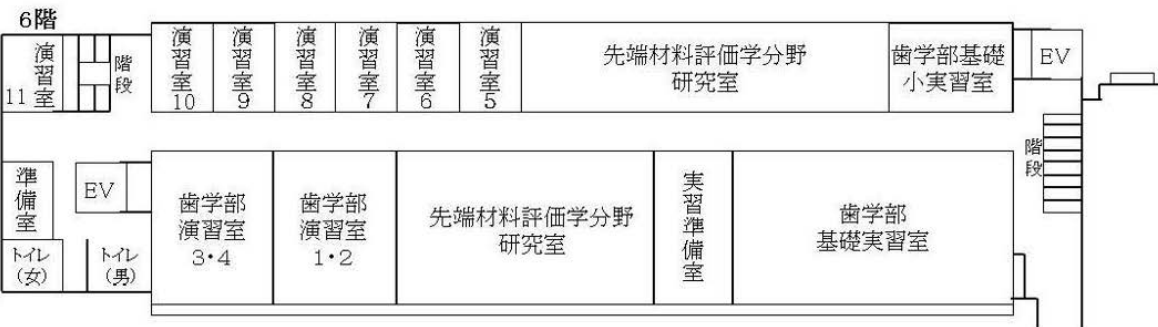 6階
演習室
11
階段
演習室
10
演習室
9
演習室
8
演習室
7
演習室
6
演習室
5
先端材料評価学分野
研究室
歯学部基礎
小実習室
EV
階段
準備室
EV
トイレ
(女)
トイレ
(男)
歯学部
演習室
3・4
歯学部
演習室
1・2
先端材料評価学分野
研究室
実習準備室
歯学部
基礎実習室